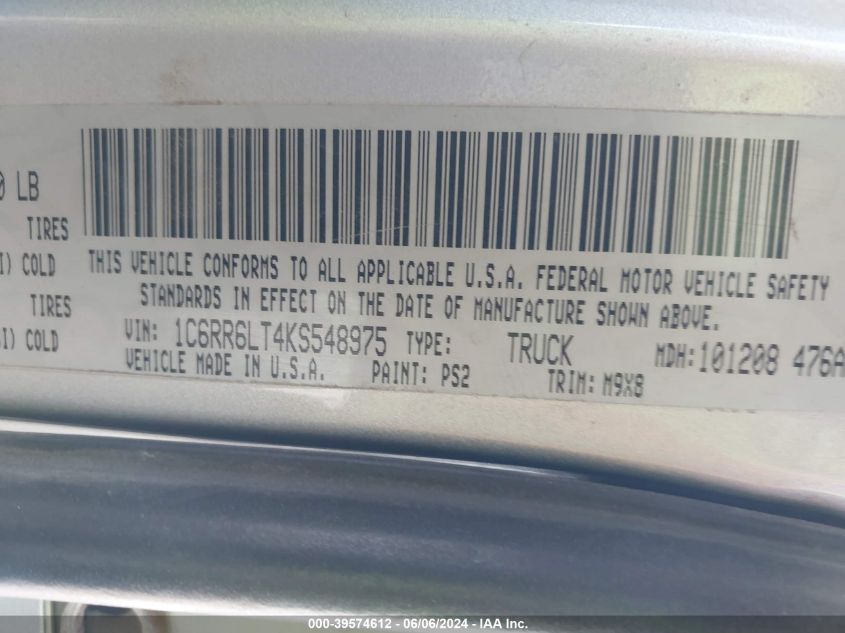 0 LB
TIRES
I) COLD
TIRES
I) COLD
THIS VEHICLE CONFORMS TO ALL APPLICABLE U.S.A. FEDERAL MOTOR VEHICLE SAFETY
STANDARDS IN EFFECT ON THE DATE OF MANUFACTURE SHOWN ABOVE.
VIN: 1C6RR6LT4KS548975 TYPE: TRUCK MDH:101208 476A
VEHICLE MADE IN U.S.A. PAINT: PS2 TRIM: M9X8
000-39574612 - 06/06/2024 - IAA Inc.